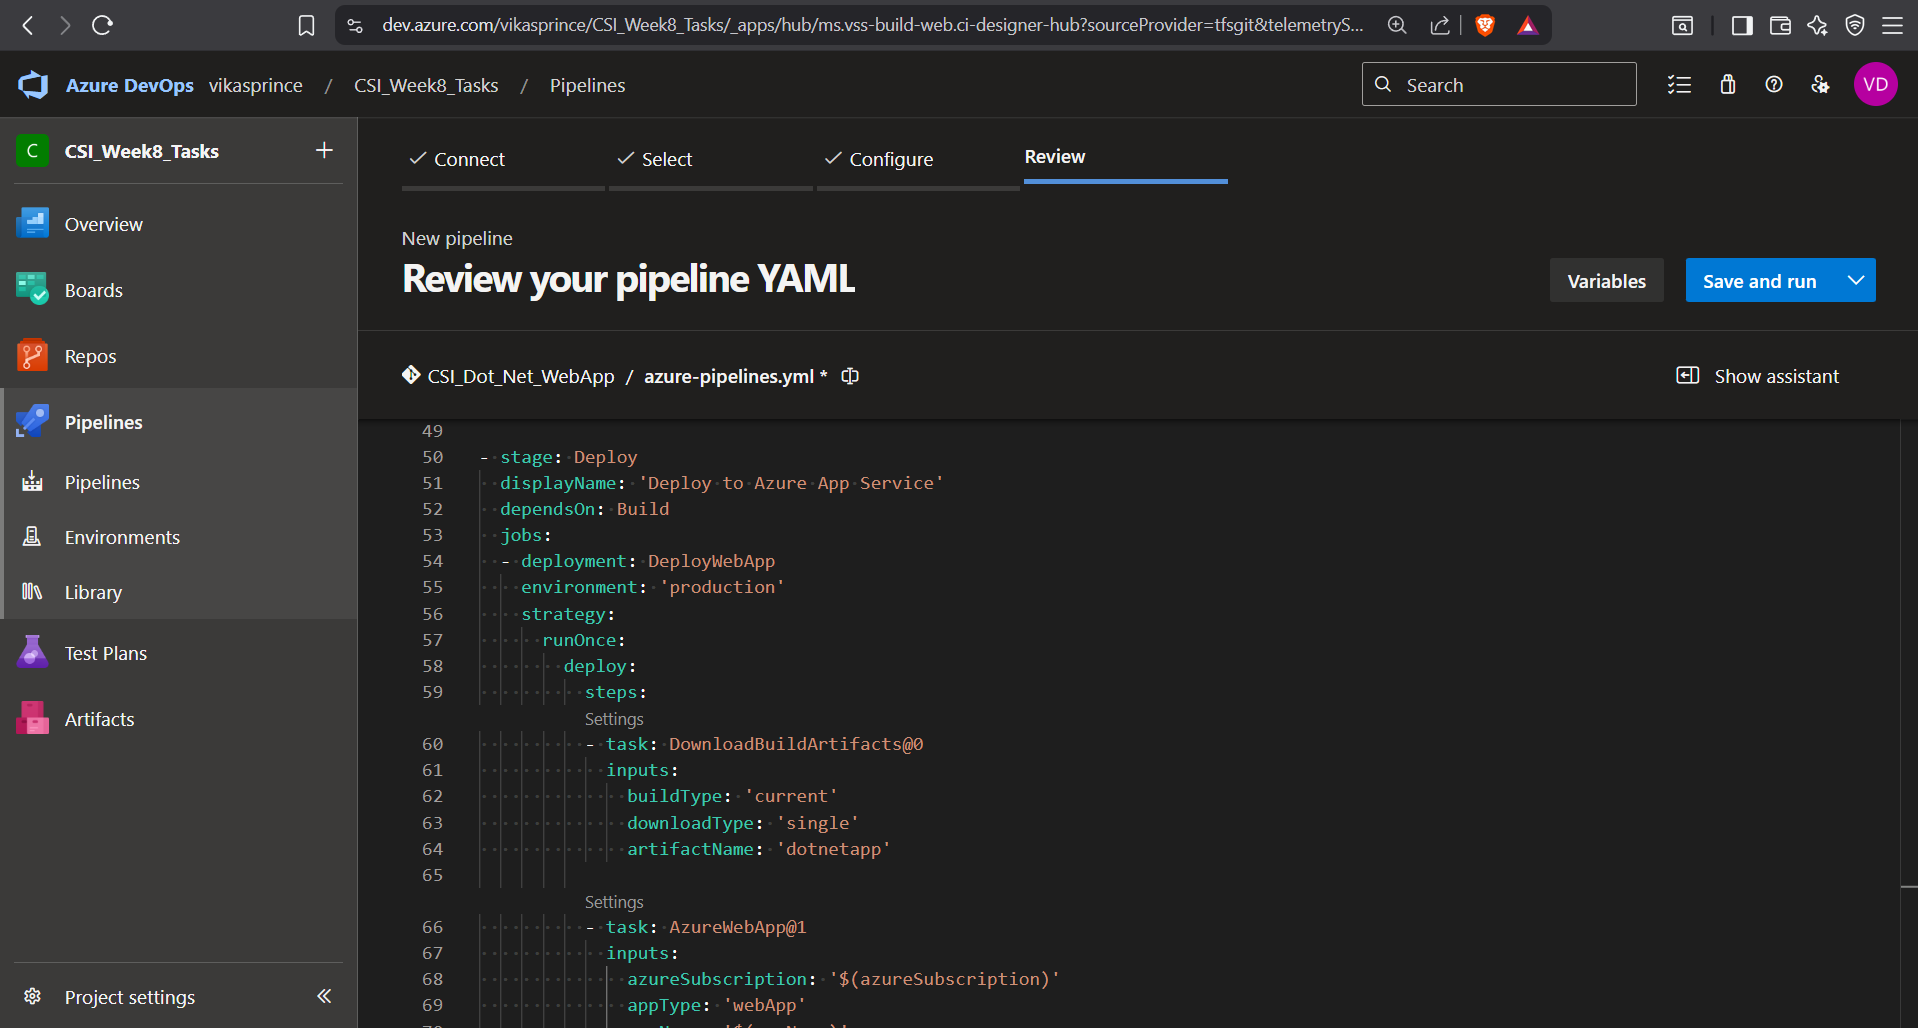 dev.azure.com/vikasprince/CSI_Week8_Tasks/_apps/hub/ms.vss-build-web.ci-designer-hub?sourceProvider=tfsgit&telemetryS...
Azure DevOps vikasprince / CSI_Week8_Tasks / Pipelines
Search
VD
C CSI_Week8_Tasks
Overview
Boards
Repos
Pipelines
Pipelines
Environments
Library
Test Plans
Artifacts
Project settings
Connect Select Configure Review
New pipeline
Review your pipeline YAML
Variables Save and run
CSI_Dot_Net_WebApp / azure-pipelines.yml *
Show assistant
49
50 - stage: Deploy
51 displayName: 'Deploy to Azure App Service'
52 dependsOn: Build
53 jobs:
54 - deployment: DeployWebApp
55 environment: 'production'
56 strategy:
57 runOnce:
58 deploy:
59 steps:
Settings
60 - task: DownloadBuildArtifacts@0
61 inputs:
62 buildType: 'current'
63 downloadType: 'single'
64 artifactName: 'dotnetapp'
65
Settings
66 - task: AzureWebApp@1
67 inputs:
68 azureSubscription: '$(azureSubscription)'
69 appType: 'webApp'